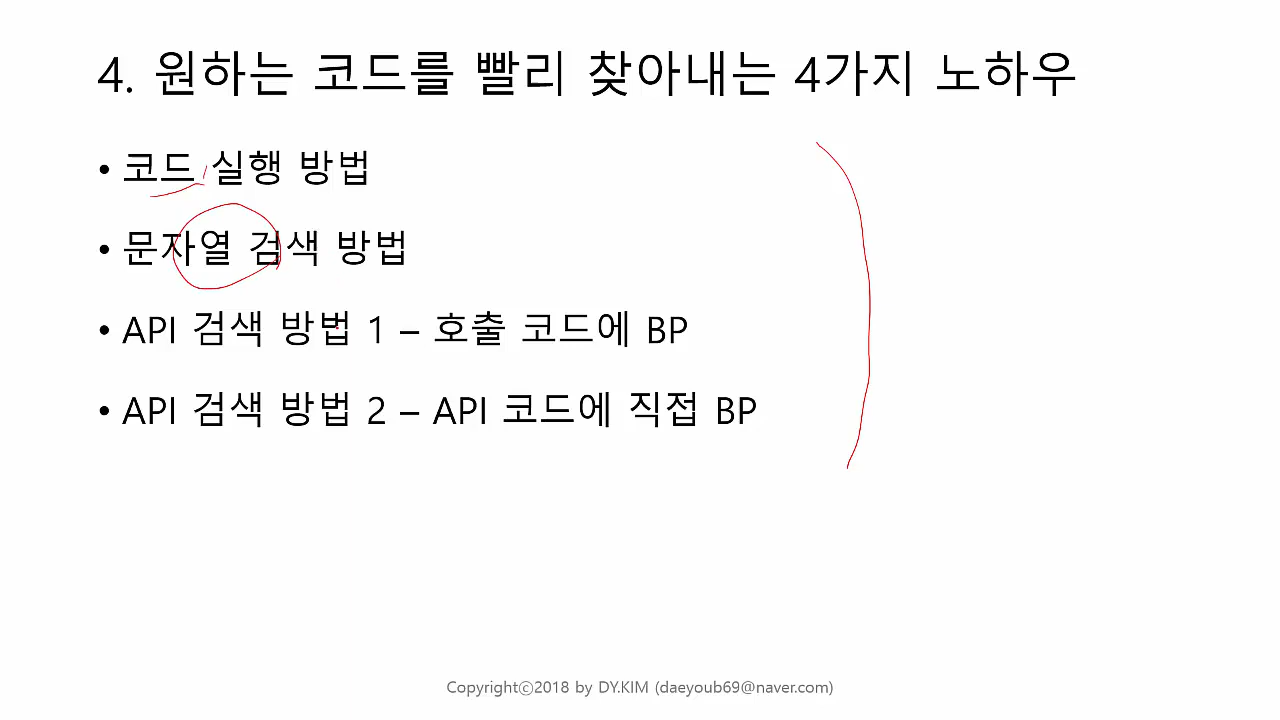 4. 원하는 코드를 빨리 찾아내는 4가지 노하우
• 코드 실행 방법
• 문자열 검색 방법
• API 검색 방법 1 – 호출 코드에 BP
• API 검색 방법 2 – API 코드에 직접 BP
Copyrightⓒ2018 by DY.KIM (daeyoub69@naver.com)